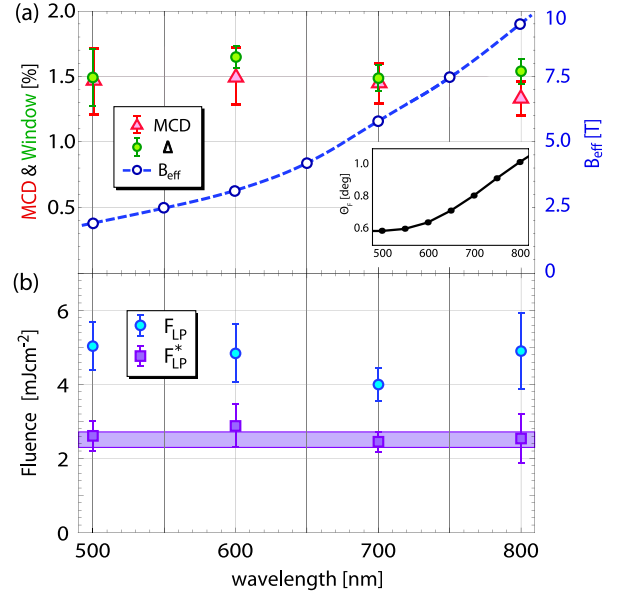 (a)
2.0
1.5
1.0
0.5
MCD & Window [%]
MCD
Δ
B_eff
10
7.5
5.0
2.5
0
B_eff [T]
1.0
0.8
0.6
Θ_F [deg]
500 600 700 800
(b)
6
4
2
0
Fluence [mJcm⁻²]
F_LP
F*_LP
500 600 700 800
wavelength [nm]